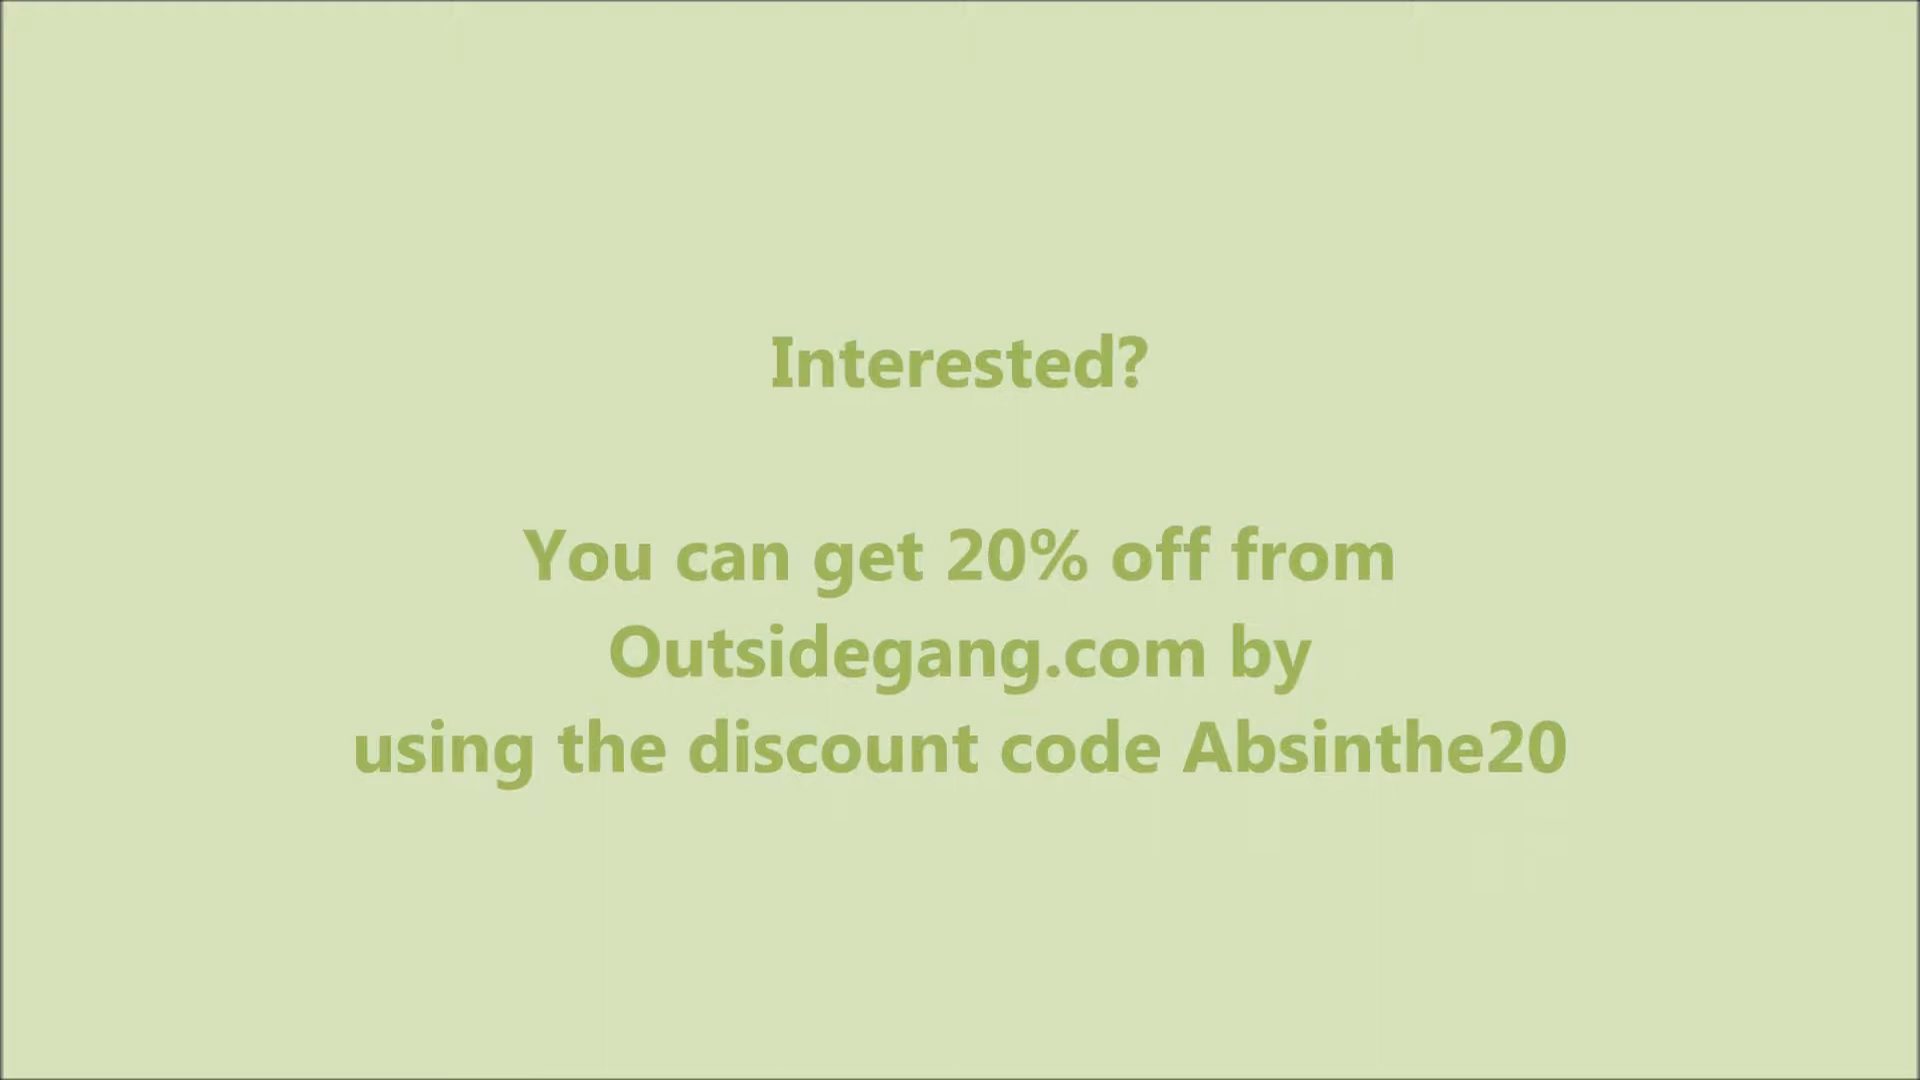 Interested?
You can get 20% off from
Outsidegang.com by
using the discount code Absinthe20